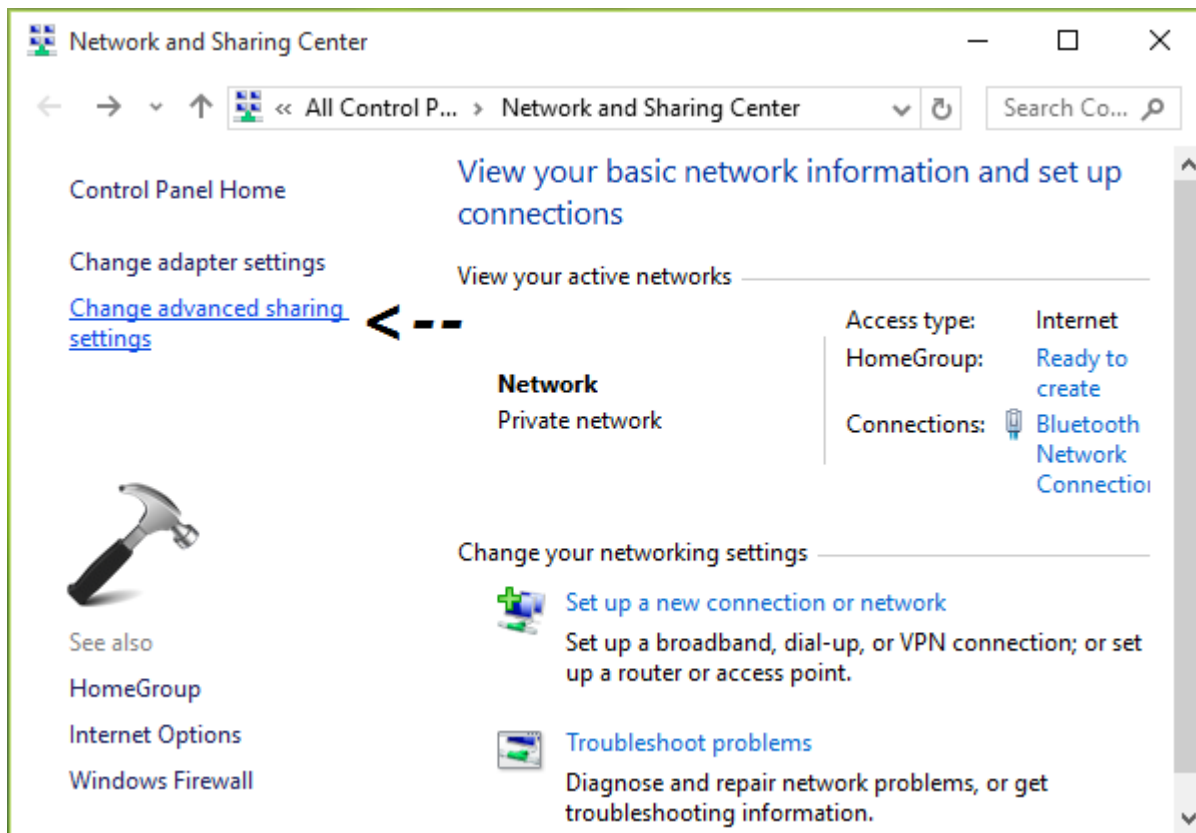 Network and Sharing Center
« All Control P... › Network and Sharing Center
Search Co...
Control Panel Home
Change adapter settings
Change advanced sharing
settings
<--
See also
HomeGroup
Internet Options
Windows Firewall
View your basic network information and set up
connections
View your active networks
Network
Private network
Access type: Internet
HomeGroup: Ready to
create
Connections: Bluetooth
Network
Connection
Change your networking settings
Set up a new connection or network
Set up a broadband, dial-up, or VPN connection; or set
up a router or access point.
Troubleshoot problems
Diagnose and repair network problems, or get
troubleshooting information.